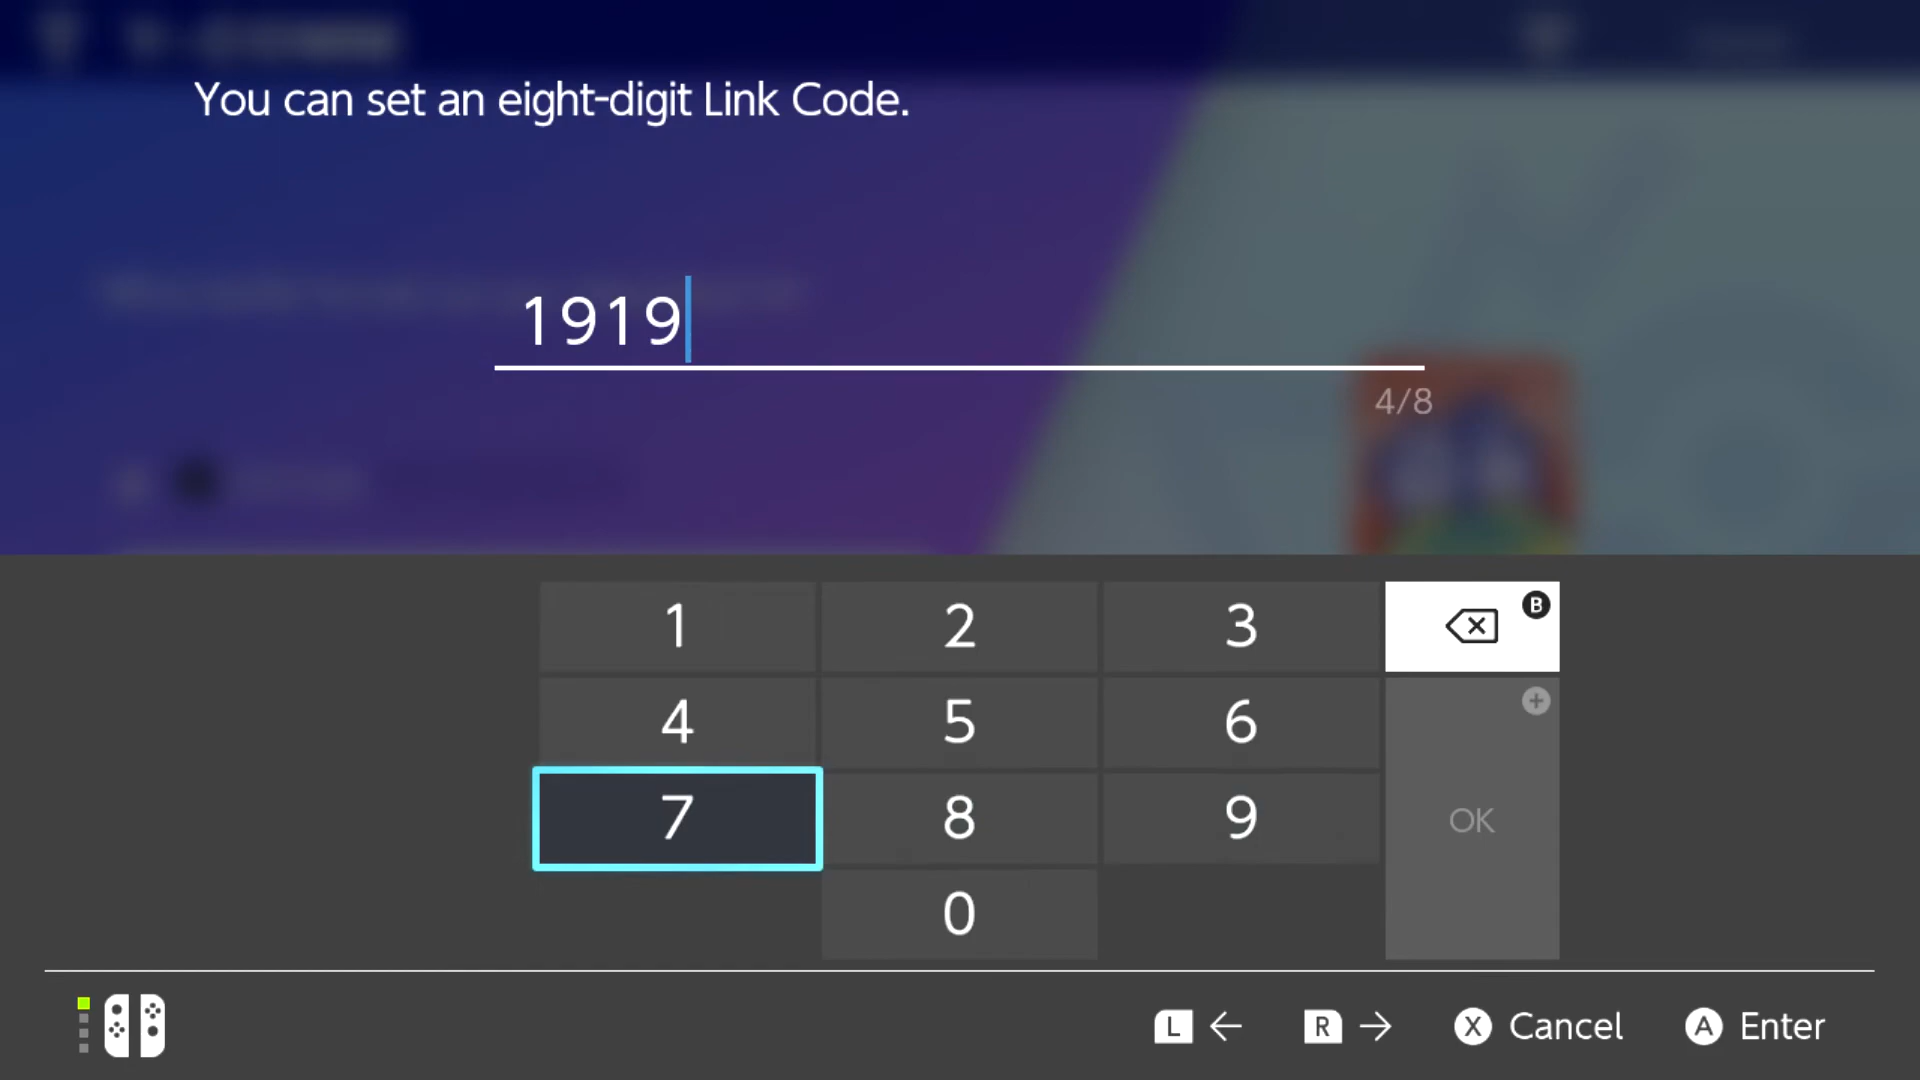 You can set an eight-digit Link Code.
1919
4/8
1 2 3 B
4 5 6 +
7 8 9 OK
0
L ← R → X Cancel A Enter